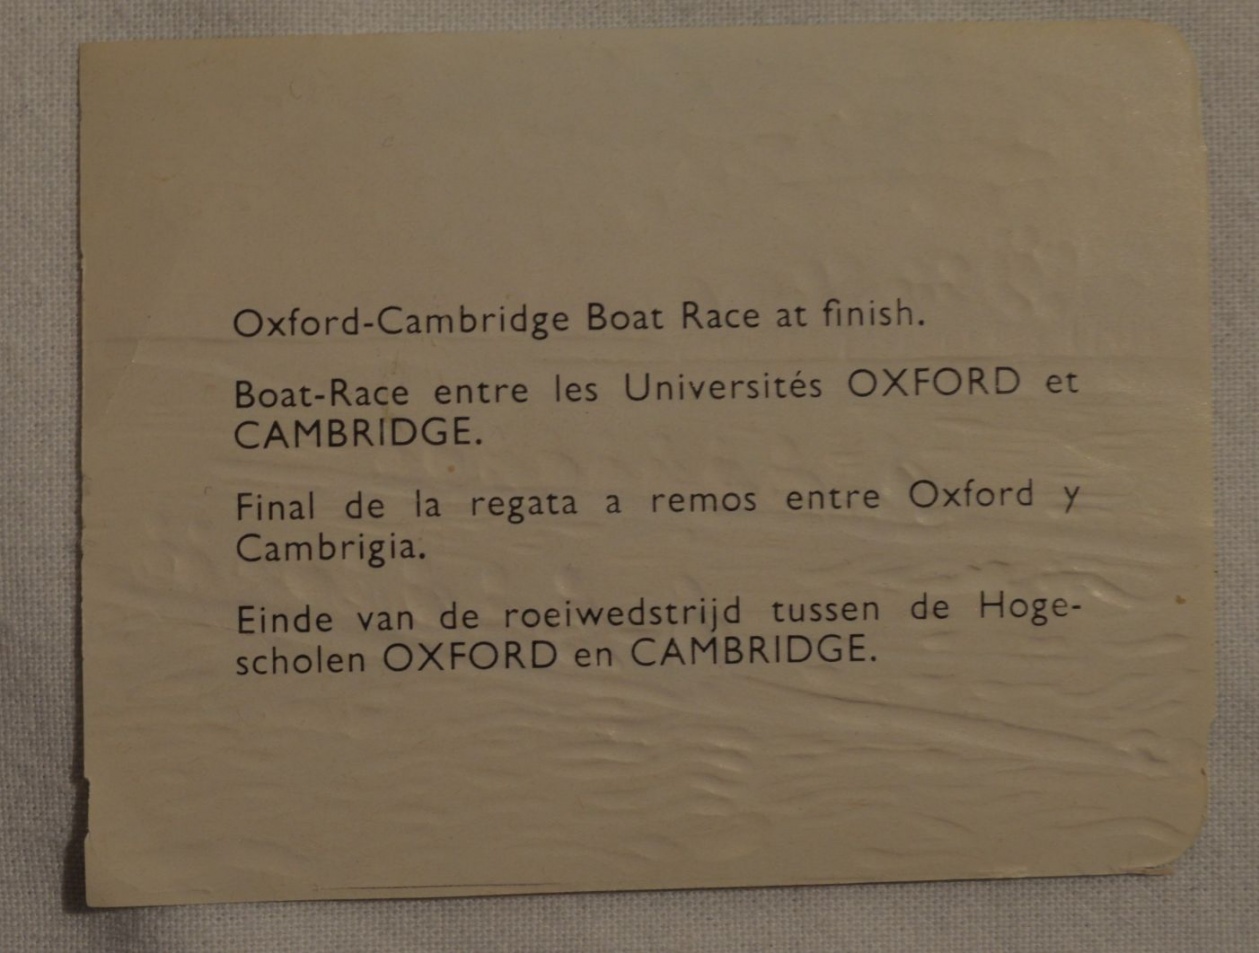 Oxford-Cambridge Boat Race at finish.
Boat-Race entre les Universités OXFORD et
CAMBRIDGE.
Final de la regata a remos entre Oxford y
Cambrigia.
Einde van de roeiwedstrijd tussen de Hoge-
scholen OXFORD en CAMBRIDGE.